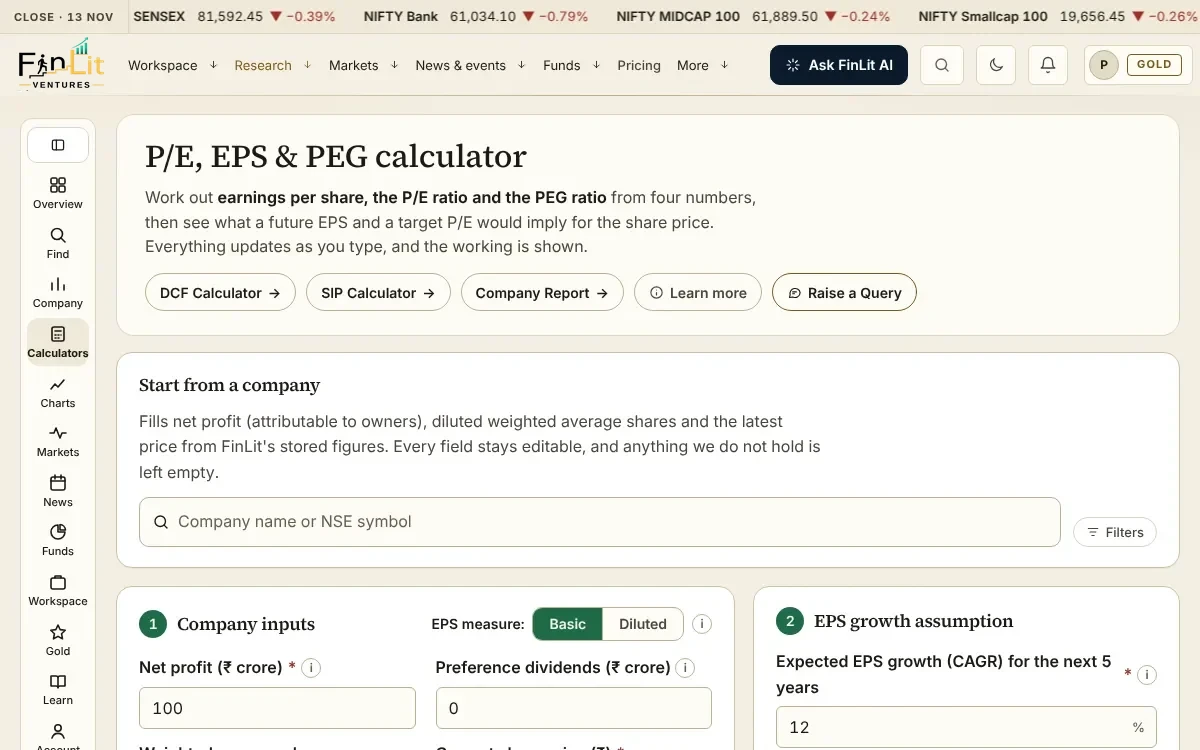 CLOSE · 13 NOV SENSEX 81,592.45 ▼ −0.39% NIFTY Bank 61,034.10 ▼ −0.79% NIFTY MIDCAP 100 61,889.50 ▼ −0.24% NIFTY Smallcap 100 19,656.45 ▼ −0.26%
FinLit
VENTURES
Workspace ↓ Research ↓ Markets ↓ News & events ↓ Funds ↓ Pricing More ↓ Ask FinLit AI P GOLD
Overview
Find
Company
Calculators
Charts
Markets
News
Funds
Workspace
Gold
Learn
P/E, EPS & PEG calculator
Work out earnings per share, the P/E ratio and the PEG ratio from four numbers,
then see what a future EPS and a target P/E would imply for the share price.
Everything updates as you type, and the working is shown.
DCF Calculator → SIP Calculator → Company Report → Learn more Raise a Query
Start from a company
Fills net profit (attributable to owners), diluted weighted average shares and the latest
price from FinLit's stored figures. Every field stays editable, and anything we do not hold is
left empty.
Company name or NSE symbol
Filters
1 Company inputs EPS measure: Basic Diluted i
Net profit (₹ crore) * i Preference dividends (₹ crore) i
100 0
2 EPS growth assumption
Expected EPS growth (CAGR) for the next 5
years * i
12 %